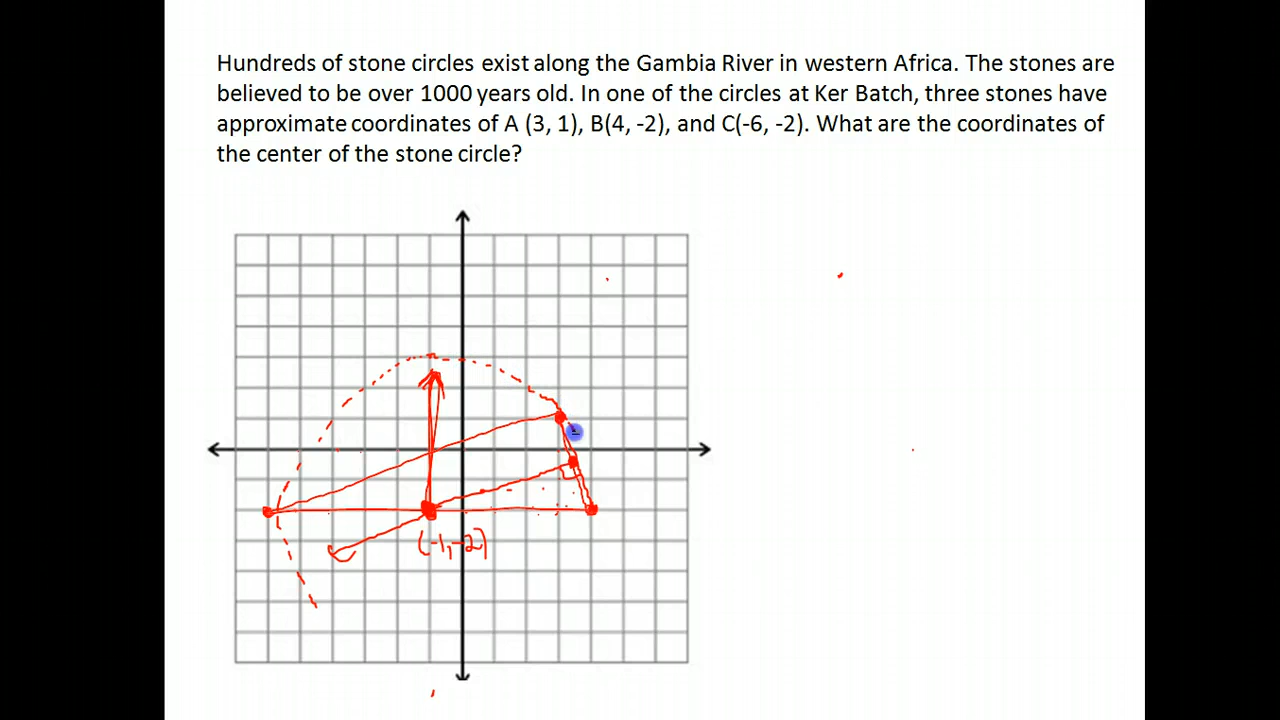 Hundreds of stone circles exist along the Gambia River in western Africa. The stones are
believed to be over 1000 years old. In one of the circles at Ker Batch, three stones have
approximate coordinates of A (3, 1), B(4, -2), and C(-6, -2). What are the coordinates of
the center of the stone circle?
(-1, -2)